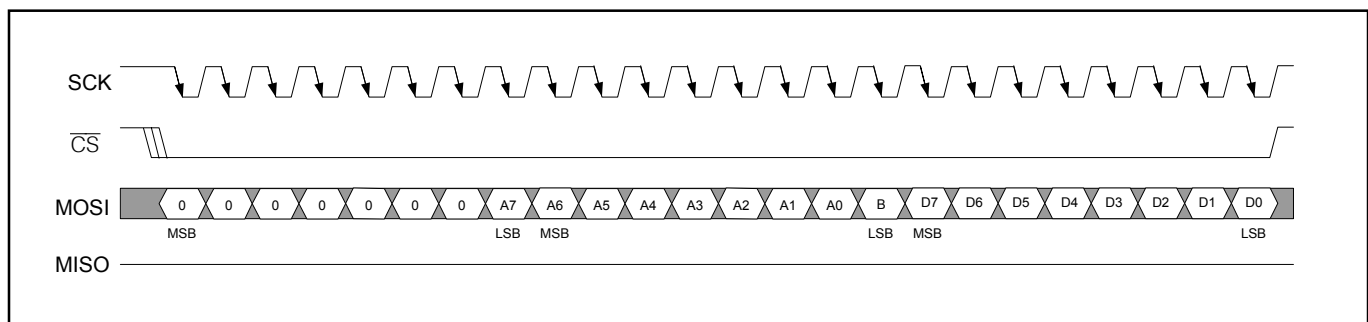 SCK
CS
MOSI 0 0 0 0 0 0 0 A7 A6 A5 A4 A3 A2 A1 A0 B D7 D6 D5 D4 D3 D2 D1 D0
MSB LSB MSB LSB MSB LSB
MISO